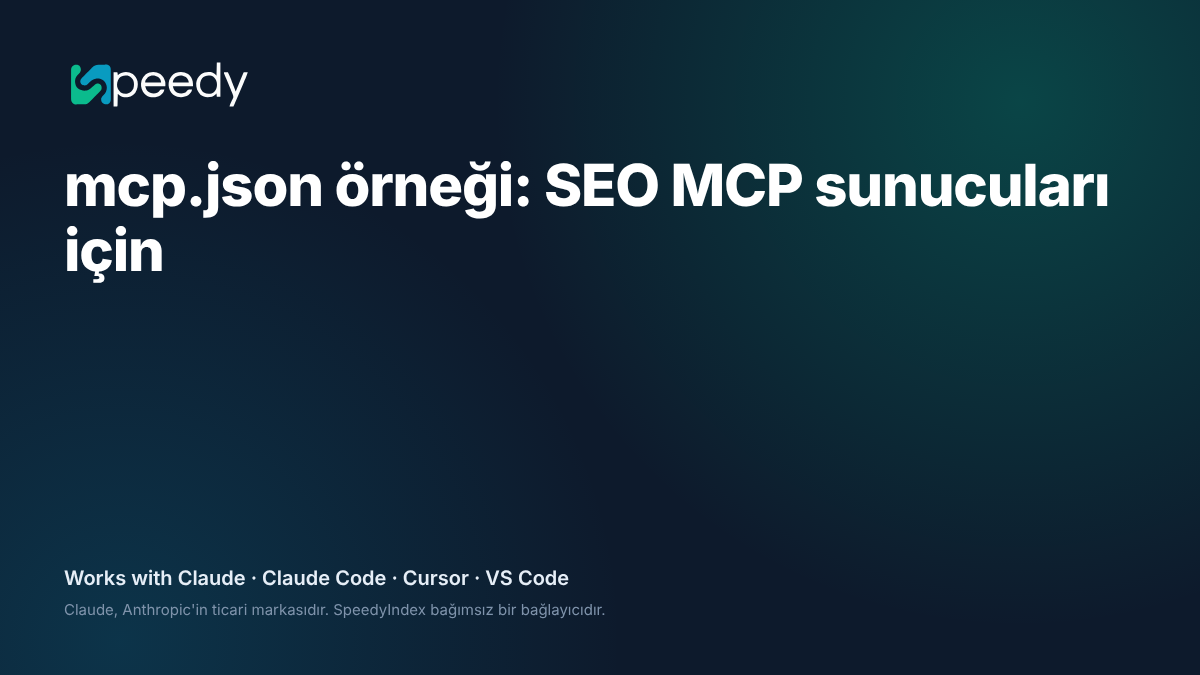 Speedy
mcp.json örneği: SEO MCP sunucuları
için
Works with Claude · Claude Code · Cursor · VS Code
Claude, Anthropic'in ticari markasıdır. SpeedyIndex bağımsız bir bağlayıcıdır.